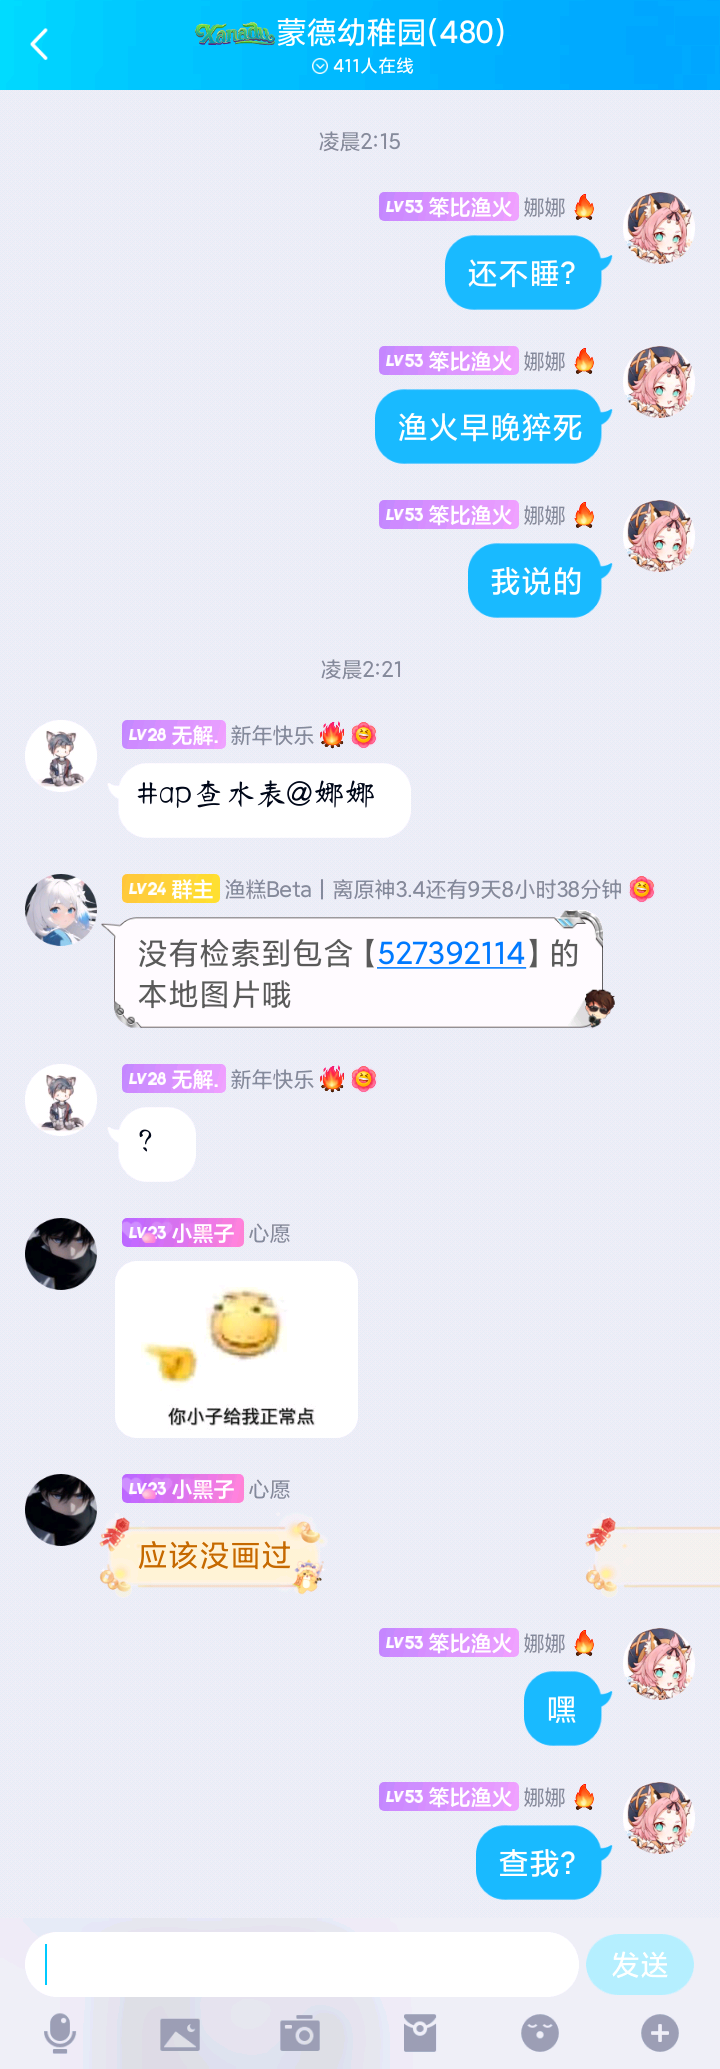 Xanadu蒙德幼稚园(480)
411人在线
凌晨2:15
LV53 笨比渔火 娜娜
还不睡?
LV53 笨比渔火 娜娜
渔火早晚猝死
LV53 笨比渔火 娜娜
我说的
凌晨2:21
LV28 无解. 新年快乐
#ap查水表@娜娜
LV24 群主 渔糕Beta | 离原神3.4还有9天8小时38分钟
没有检索到包含【527392114】的
本地图片哦
LV28 无解. 新年快乐
?
LV23 小黑子 心愿
你小子给我正常点
LV23 小黑子 心愿
应该没画过
LV53 笨比渔火 娜娜
嘿
LV53 笨比渔火 娜娜
查我?
发送